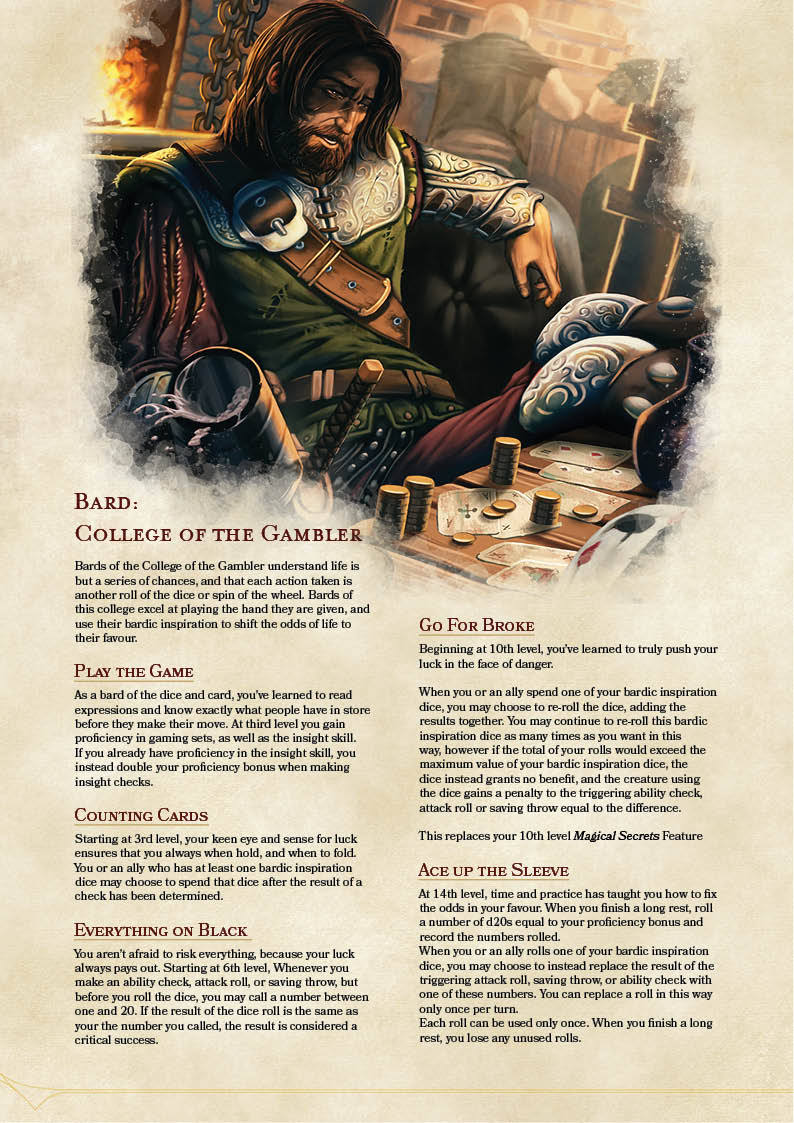 Bard:
College of the Gambler
Bards of the College of the Gambler understand life is
but a series of chances, and that each action taken is
another roll of the dice or spin of the wheel. Bards of
this college excel at playing the hand they are given, and
use their bardic inspiration to shift the odds of life to
their favour.
Play the Game
As a bard of the dice and card, you’ve learned to read
expressions and know exactly what people have in store
before they make their move. At third level you gain
proficiency in gaming sets, as well as the insight skill.
If you already have proficiency in the insight skill, you
instead double your proficiency bonus when making
insight checks.
Counting Cards
Starting at 3rd level, your keen eye and sense for luck
ensures that you always when hold, and when to fold.
You or an ally who has at least one bardic inspiration
dice may choose to spend that dice after the result of a
check has been determined.
Everything on Black
You aren’t afraid to risk everything, because your luck
always pays out. Starting at 6th level, Whenever you
make an ability check, attack roll, or saving throw, but
before you roll the dice, you may call a number between
one and 20. If the result of the dice roll is the same as
your the number you called, the result is considered a
critical success.
Go For Broke
Beginning at 10th level, you’ve learned to truly push your
luck in the face of danger.
When you or an ally spend one of your bardic inspiration
dice, you may choose to re-roll the dice, adding the
results together. You may continue to re-roll this bardic
inspiration dice as many times as you want in this
way, however if the total of your rolls would exceed the
maximum value of your bardic inspiration dice, the
dice instead grants no benefit, and the creature using
the dice gains a penalty to the triggering ability check,
attack roll or saving throw equal to the difference.
This replaces your 10th level Magical Secrets Feature
Ace up the Sleeve
At 14th level, time and practice has taught you how to fix
the odds in your favour. When you finish a long rest, roll
a number of d20s equal to your proficiency bonus and
record the numbers rolled.
When you or an ally rolls one of your bardic inspiration
dice, you may choose to instead replace the result of the
triggering attack roll, saving throw, or ability check with
one of these numbers. You can replace a roll in this way
only once per turn.
Each roll can be used only once. When you finish a long
rest, you lose any unused rolls.